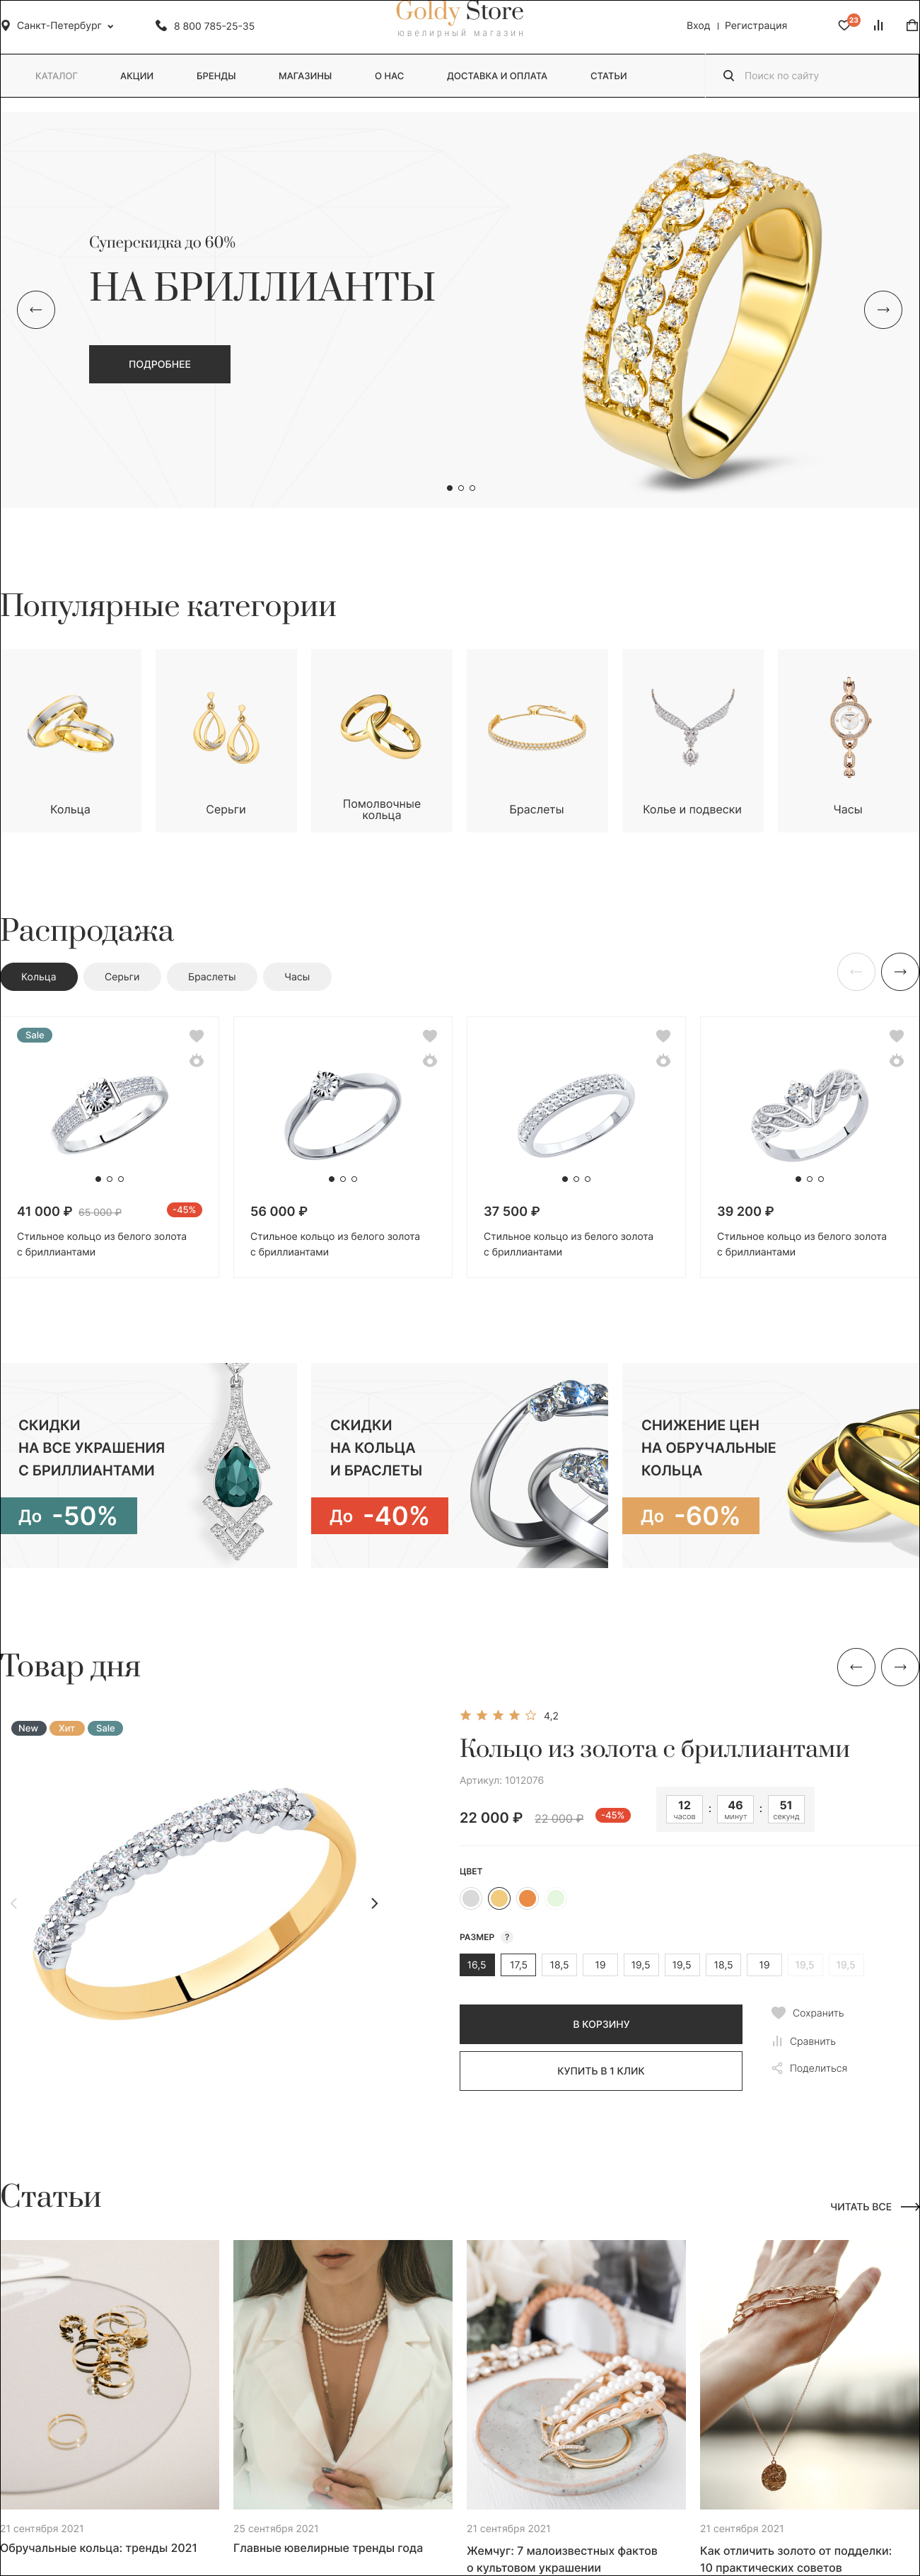 Санкт-Петербург
8 800 785-25-35
Goldy Store
ювелирный магазин
Вход | Регистрация
23
КАТАЛОГ
АКЦИИ
БРЕНДЫ
МАГАЗИНЫ
О НАС
ДОСТАВКА И ОПЛАТА
СТАТЬИ
Поиск по сайту
Суперскидка до 60%
НА БРИЛЛИАНТЫ
ПОДРОБНЕЕ
Популярные категории
Кольца
Серьги
Помолвочные
кольца
Браслеты
Колье и подвески
Часы
Распродажа
Кольца
Серьги
Браслеты
Часы
Sale
41 000 ₽ 65 000 ₽ -45%
Стильное кольцо из белого золота
с бриллиантами
56 000 ₽
Стильное кольцо из белого золота
с бриллиантами
37 500 ₽
Стильное кольцо из белого золота
с бриллиантами
39 200 ₽
Стильное кольцо из белого золота
с бриллиантами
СКИДКИ
НА ВСЕ УКРАШЕНИЯ
С БРИЛЛИАНТАМИ
До -50%
СКИДКИ
НА КОЛЬЦА
И БРАСЛЕТЫ
До -40%
СНИЖЕНИЕ ЦЕН
НА ОБРУЧАЛЬНЫЕ
КОЛЬЦА
До -60%
Товар дня
New
Хит
Sale
4,2
Кольцо из золота с бриллиантами
Артикул: 1012076
22 000 ₽ 22 000 ₽ -45%
12 : 46 : 51
часов минут секунд
ЦВЕТ
РАЗМЕР ?
16,5 17,5 18,5 19 19,5 19,5 18,5 19 19,5 19,5
В КОРЗИНУ
КУПИТЬ В 1 КЛИК
Сохранить
Сравнить
Поделиться
Статьи
ЧИТАТЬ ВСЕ
21 сентября 2021
Обручальные кольца: тренды 2021
25 сентября 2021
Главные ювелирные тренды года
21 сентября 2021
Жемчуг: 7 малоизвестных фактов
о культовом украшении
21 сентября 2021
Как отличить золото от подделки:
10 практических советов